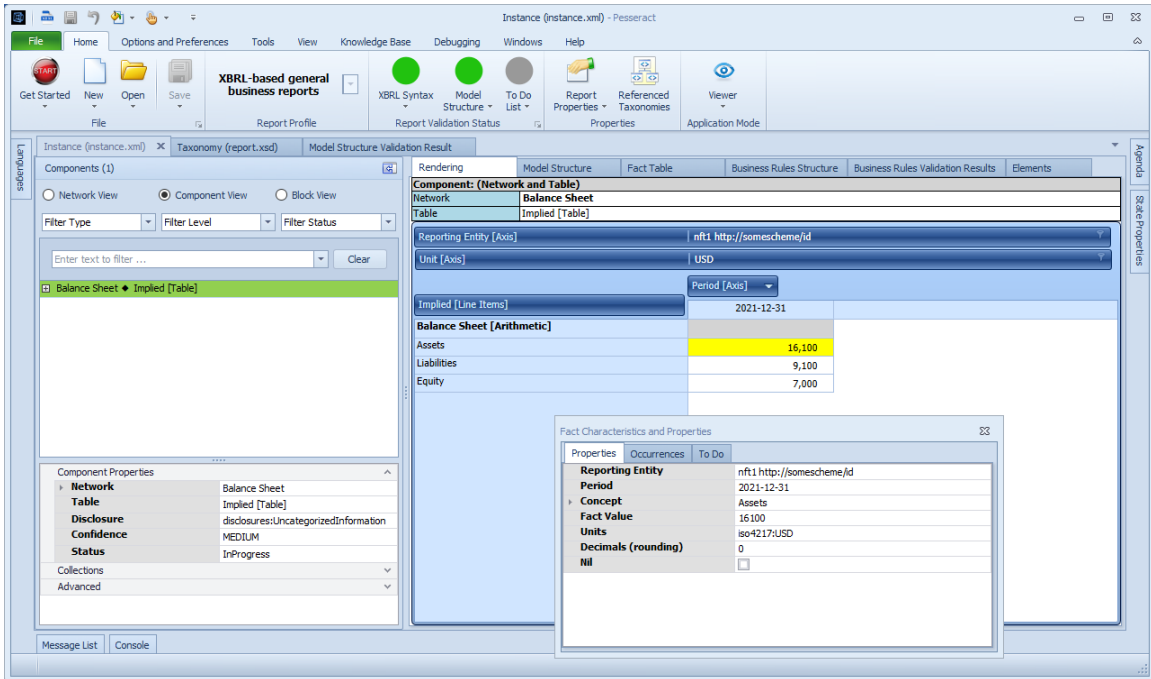 Instance (instance.xml) - Pesseract
File Home Options and Preferences Tools View Knowledge Base Debugging Windows Help
START
Get Started New Open Save
XBRL-based general business reports
XBRL Syntax Model Structure To Do List
Report Properties Referenced Taxonomies
Viewer
File Report Profile Report Validation Status Properties Application Mode
Languages
Instance (instance.xml) Taxonomy (report.xsd) Model Structure Validation Result
Agenda
State Properties
Components (1)
Network View Component View Block View
Filter Type Filter Level Filter Status
Enter text to filter ... Clear
Balance Sheet ◆ Implied [Table]
Component Properties
Network Balance Sheet
Table Implied [Table]
Disclosure disclosures:UncategorizedInformation
Confidence MEDIUM
Status InProgress
Collections
Advanced
Rendering Model Structure Fact Table Business Rules Structure Business Rules Validation Results Elements
Component: (Network and Table)
Network Balance Sheet
Table Implied [Table]
Reporting Entity [Axis] nft1 http://somescheme/id
Unit [Axis] USD
Period [Axis]
Implied [Line Items] 2021-12-31
Balance Sheet [Arithmetic]
Assets 16,100
Liabilities 9,100
Equity 7,000
Fact Characteristics and Properties
Properties Occurrences To Do
Reporting Entity nft1 http://somescheme/id
Period 2021-12-31
Concept Assets
Fact Value 16100
Units iso4217:USD
Decimals (rounding) 0
Nil
Message List Console